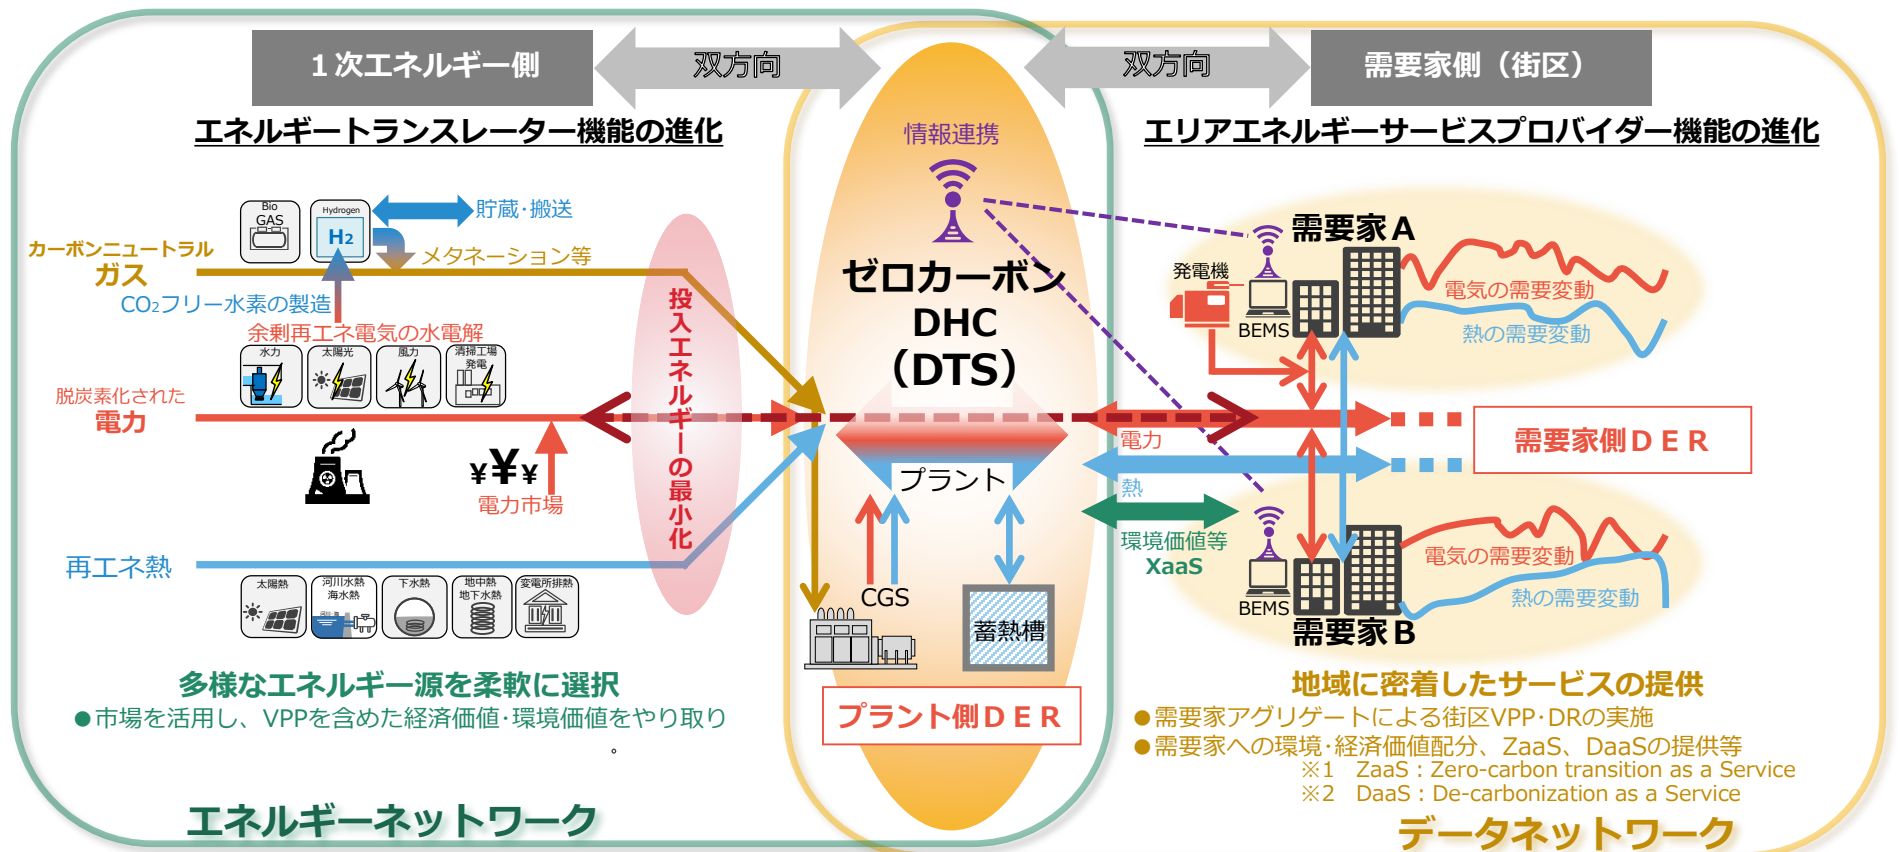 １次エネルギー側
双方向
双方向
需要家側（街区）
エネルギートランスレーター機能の進化
情報連携
エリアエネルギーサービスプロバイダー機能の進化
Bio
GAS
Hydrogen
H2
貯蔵･搬送
メタネーション等
カーボンニュートラル
ガス
CO₂フリー水素の製造
余剰再エネ電気の水電解
水力
太陽光
風力
清掃工場
発電
脱炭素化された
電力
¥¥¥
電力市場
再エネ熱
太陽熱
河川水熱
海水熱
下水熱
地中熱
地下水熱
変電所排熱
投入エネルギーの最小化
ゼロカーボン
DHC
（DTS）
プラント
CGS
蓄熱槽
プラント側ＤＥＲ
電力
熱
環境価値等
XaaS
需要家Ａ
発電機
BEMS
電気の需要変動
熱の需要変動
需要家側ＤＥＲ
BEMS
需要家Ｂ
電気の需要変動
熱の需要変動
多様なエネルギー源を柔軟に選択
●市場を活用し、VPPを含めた経済価値･環境価値をやり取り
。
地域に密着したサービスの提供
●需要家アグリゲートによる街区VPP･DRの実施
●需要家への環境･経済価値配分、ZaaS、DaaSの提供等
※1　ZaaS：Zero-carbon transition as a Service
※2　DaaS：De-carbonization as a Service
エネルギーネットワーク
データネットワーク